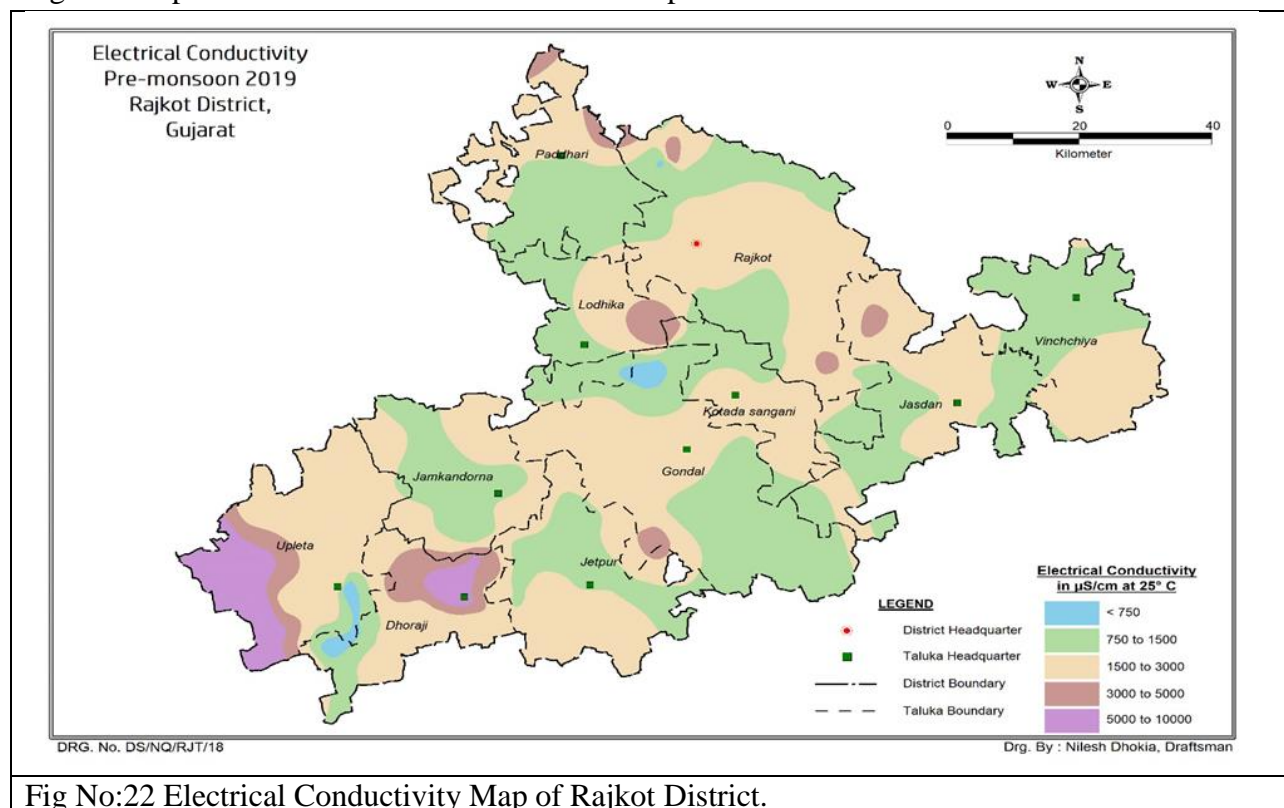 Electrical Conductivity
Pre-monsoon 2019
Rajkot District,
Gujarat
N
W E
S
0 20 40
Kilometer
Paddhari
Rajkot
Lodhika
Vinchchiya
Kotada sangani
Jasdan
Gondal
Jamkandorna
Upleta
Jetpur
Dhoraji
LEGEND
District Headquarter
Taluka Headquarter
District Boundary
Taluka Boundary
Electrical Conductivity
in µS/cm at 25° C
< 750
750 to 1500
1500 to 3000
3000 to 5000
5000 to 10000
DRG. No. DS/NQ/RJT/18
Drg. By : Nilesh Dhokia, Draftsman
Fig No:22 Electrical Conductivity Map of Rajkot District.